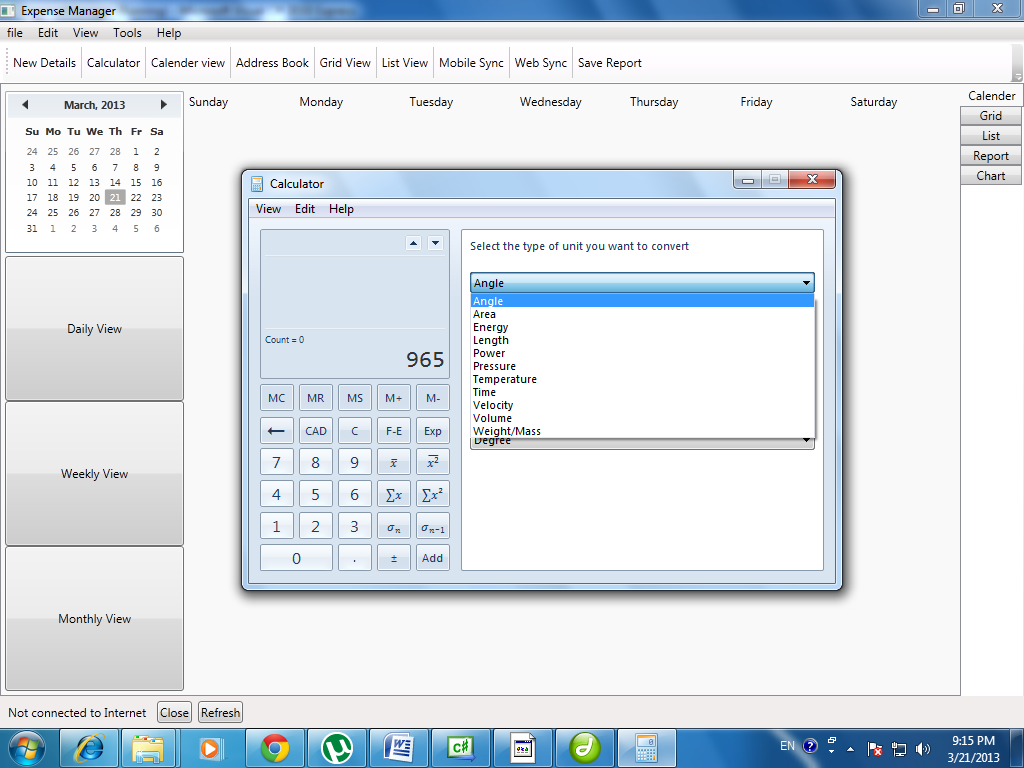 Expense Manager
file Edit View Tools Help
New Details Calculator Calender view Address Book Grid View List View Mobile Sync Web Sync Save Report
March, 2013
Su Mo Tu We Th Fr Sa
24 25 26 27 28 1 2
3 4 5 6 7 8 9
10 11 12 13 14 15 16
17 18 19 20 21 22 23
24 25 26 27 28 29 30
31 1 2 3 4 5 6
Daily View
Weekly View
Monthly View
Sunday Monday Tuesday Wednesday Thursday Friday Saturday
Calender
Grid
List
Report
Chart
Calculator
View Edit Help
Count = 0
965
MC MR MS M+ M-
← CAD C F-E Exp
7 8 9 x̅ x̅²
4 5 6 ∑x ∑x²
1 2 3 σn σn-1
0 . ± Add
Select the type of unit you want to convert
Angle
Angle
Area
Energy
Length
Power
Pressure
Temperature
Time
Velocity
Volume
Weight/Mass
Degree
Not connected to Internet Close Refresh
EN
9:15 PM
3/21/2013